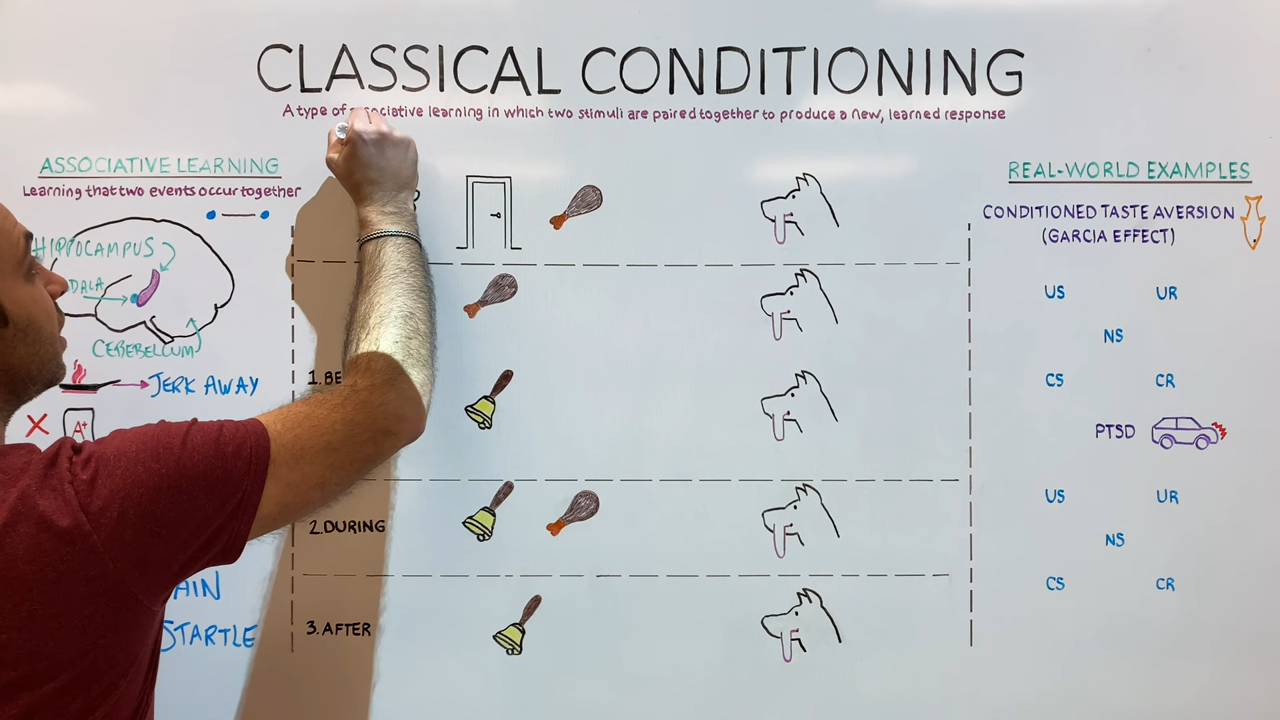 CLASSICAL CONDITIONING
A type of associative learning in which two stimuli are paired together to produce a new, learned response
ASSOCIATIVE LEARNING
Learning that two events occur together
HIPPOCAMPUS
DALA
CEREBELLUM
JERK AWAY
A+
AIN
STARTLE
1.BE
2.DURING
3.AFTER
REAL-WORLD EXAMPLES
CONDITIONED TASTE AVERSION
(GARCIA EFFECT)
US UR
NS
CS CR
PTSD
US UR
NS
CS CR